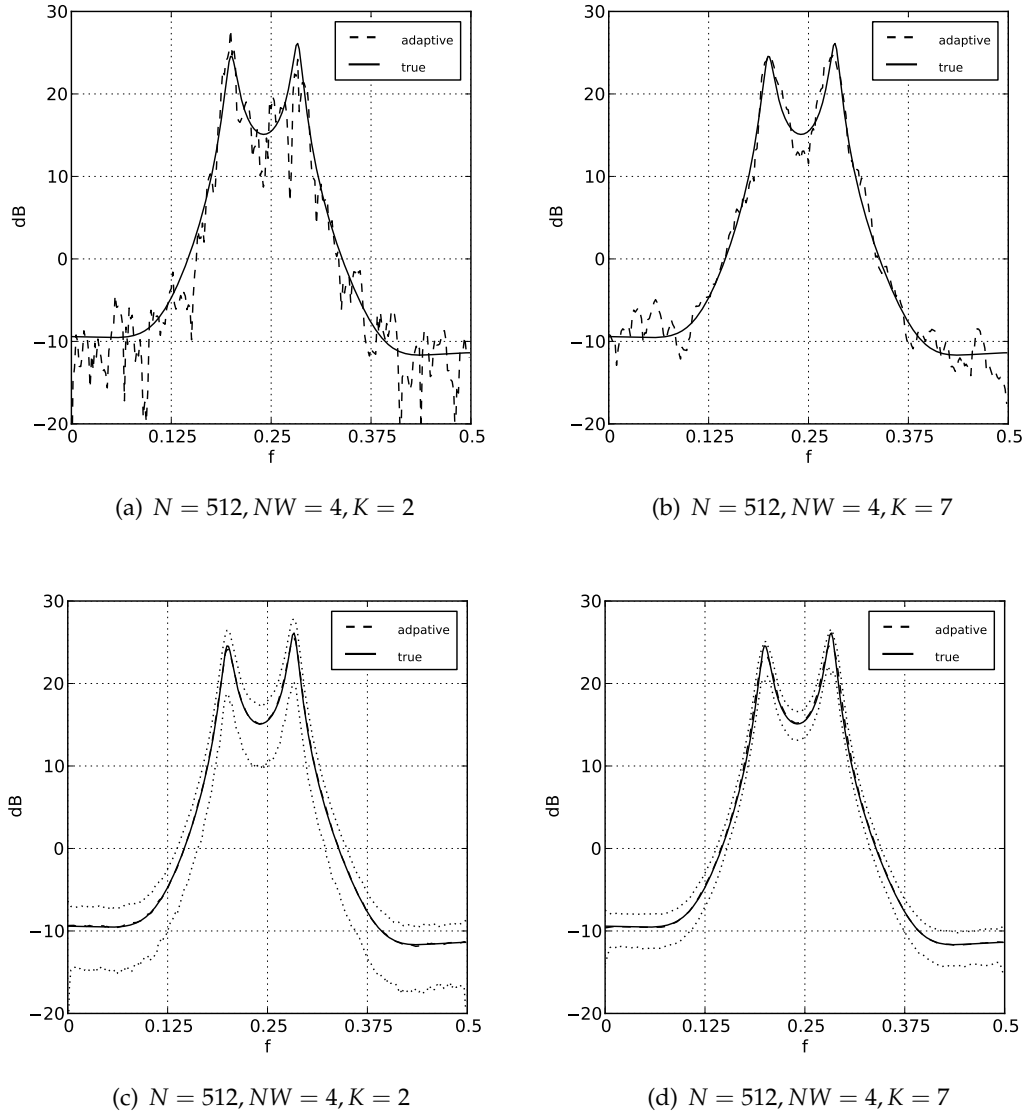 30
20
10
0
−10
−20
dB
0
0.125
0.25
0.375
0.5
f
adaptive
true
(a) N = 512, NW = 4, K = 2
30
20
10
0
−10
−20
dB
0
0.125
0.25
0.375
0.5
f
adaptive
true
(b) N = 512, NW = 4, K = 7
30
20
10
0
−10
−20
dB
0
0.125
0.25
0.375
0.5
f
adpative
true
(c) N = 512, NW = 4, K = 2
30
20
10
0
−10
−20
dB
0
0.125
0.25
0.375
0.5
f
adpative
true
(d) N = 512, NW = 4, K = 7